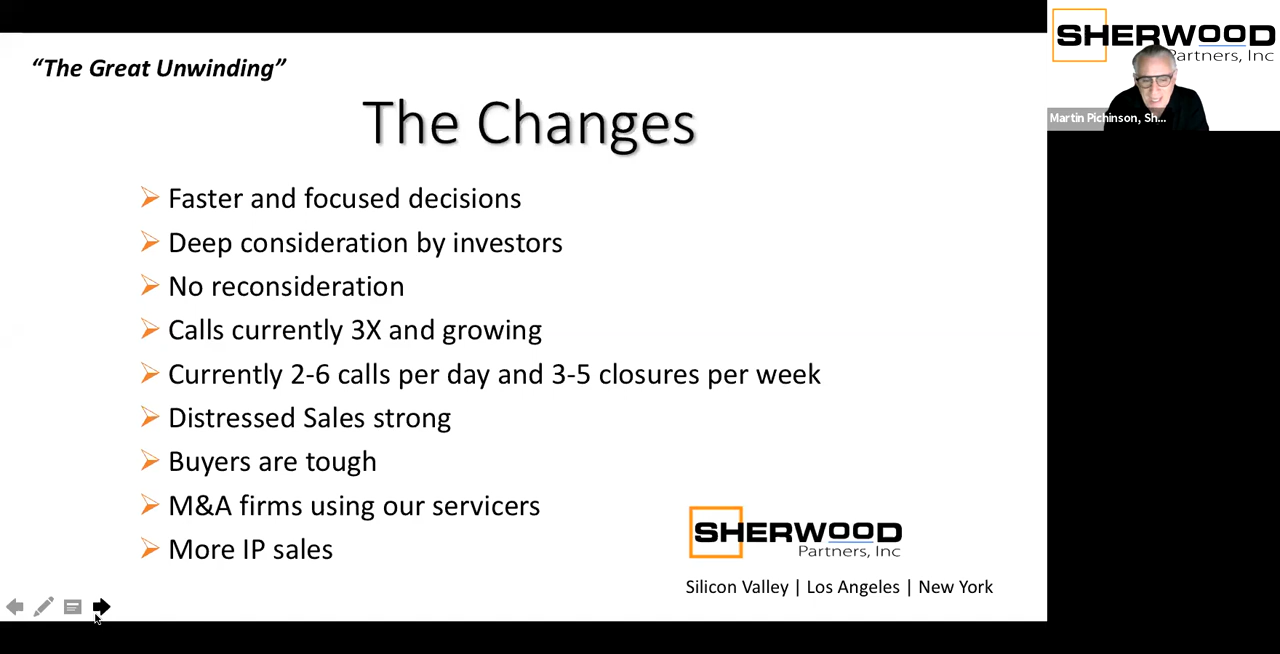 “The Great Unwinding”
The Changes
Faster and focused decisions
Deep consideration by investors
No reconsideration
Calls currently 3X and growing
Currently 2-6 calls per day and 3-5 closures per week
Distressed Sales strong
Buyers are tough
M&A firms using our servicers
More IP sales
SHERWOOD
Partners, Inc
Silicon Valley | Los Angeles | New York
SHERWOOD
Partners, Inc
Martin Pichinson, Sh...